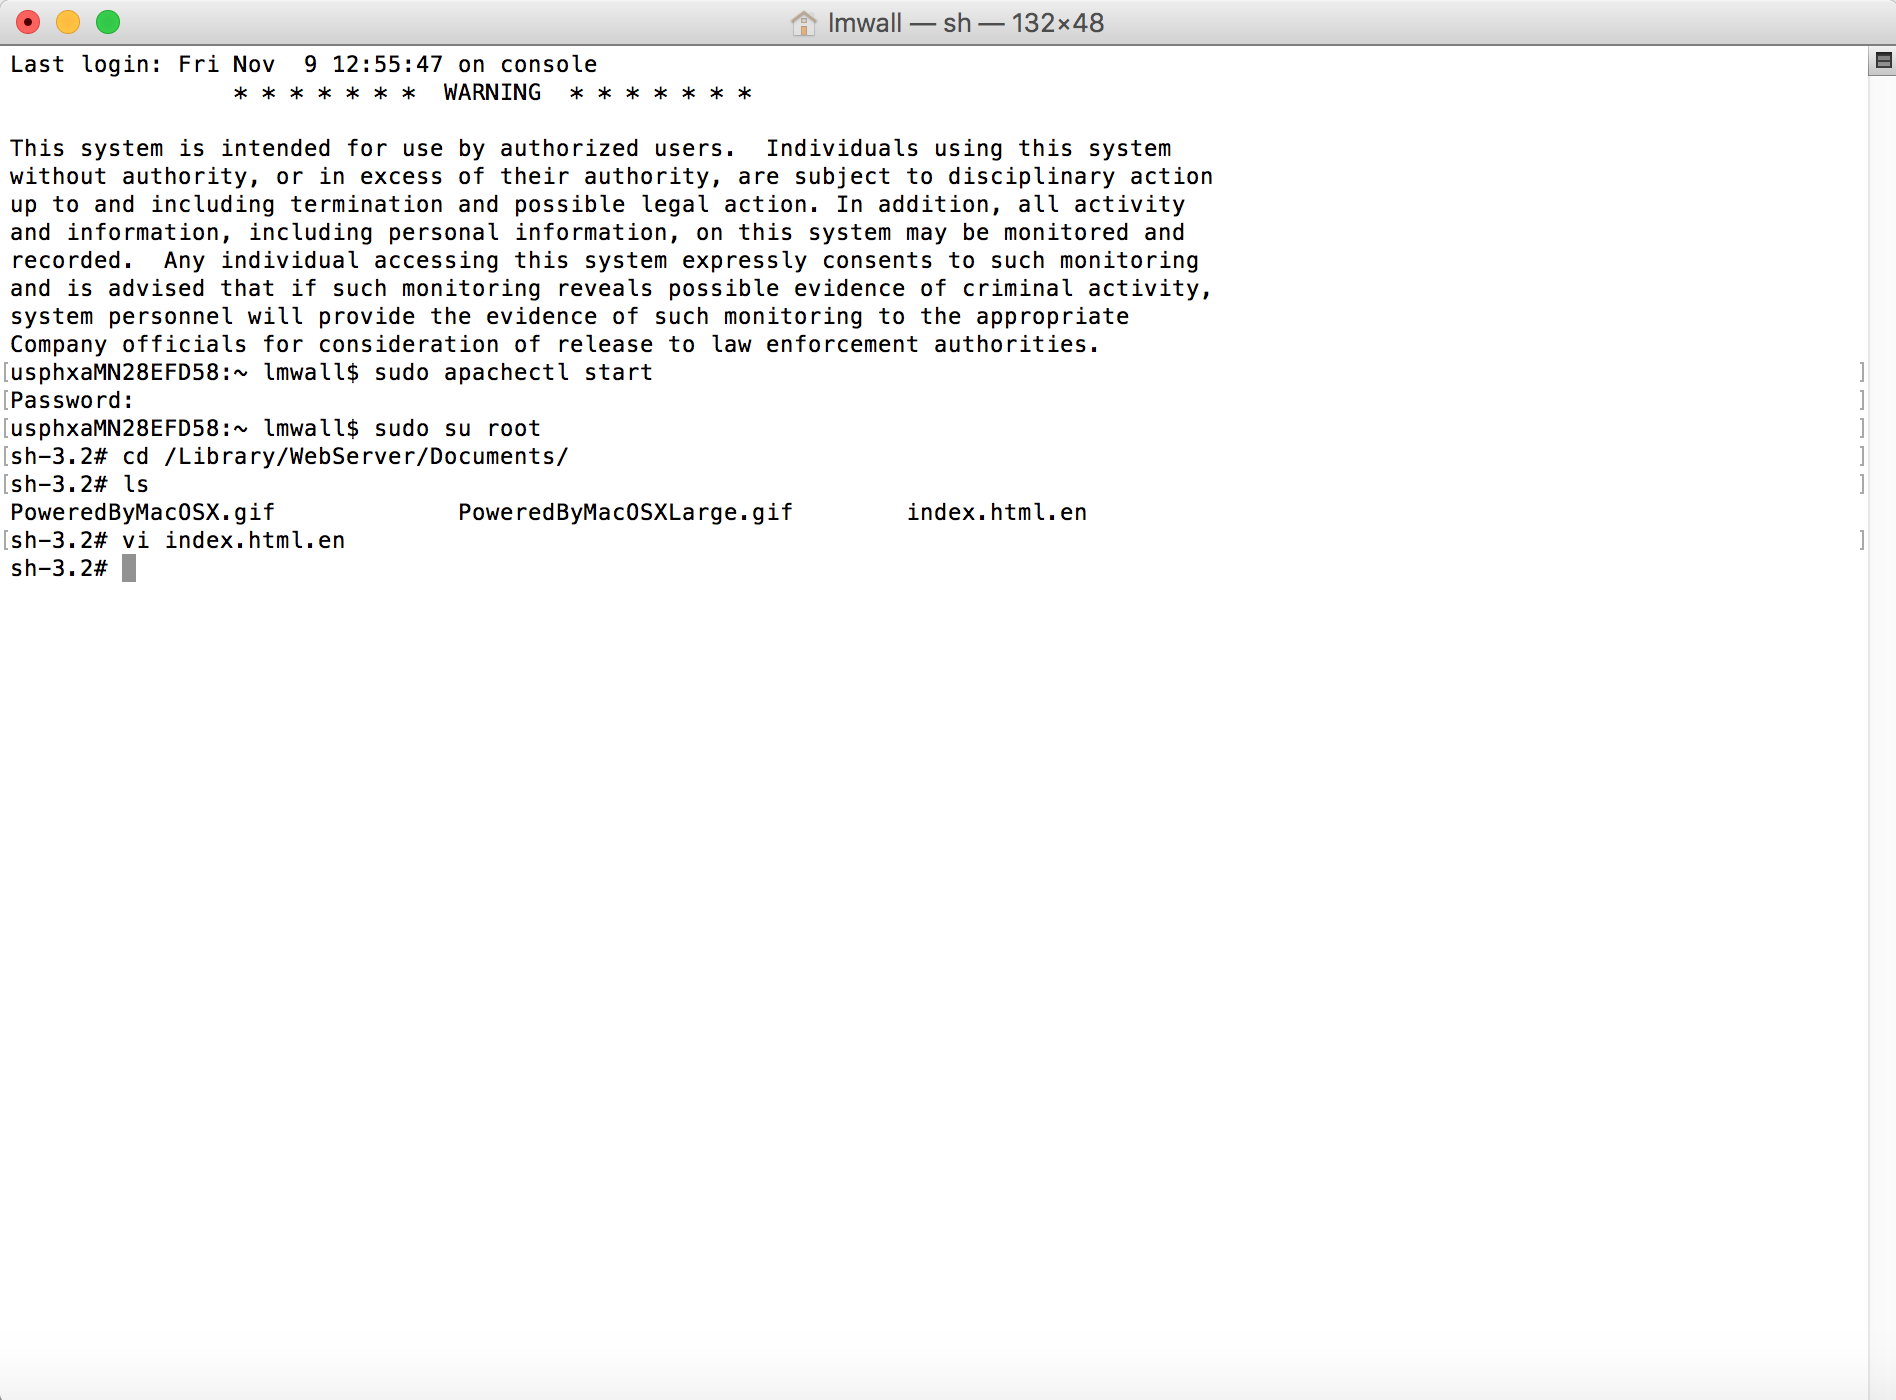 lmwall — sh — 132×48
Last login: Fri Nov  9 12:55:47 on console
                * * * * * * *  WARNING  * * * * * * *
This system is intended for use by authorized users.  Individuals using this system
without authority, or in excess of their authority, are subject to disciplinary action
up to and including termination and possible legal action. In addition, all activity
and information, including personal information, on this system may be monitored and
recorded.  Any individual accessing this system expressly consents to such monitoring
and is advised that if such monitoring reveals possible evidence of criminal activity,
system personnel will provide the evidence of such monitoring to the appropriate
Company officials for consideration of release to law enforcement authorities.
[usphxaMN28EFD58:~ lmwall$ sudo apachectl start ]
[Password: ]
[usphxaMN28EFD58:~ lmwall$ sudo su root ]
[sh-3.2# cd /Library/WebServer/Documents/ ]
[sh-3.2# ls ]
PoweredByMacOSX.gif             PoweredByMacOSXLarge.gif        index.html.en
[sh-3.2# vi index.html.en ]
sh-3.2#